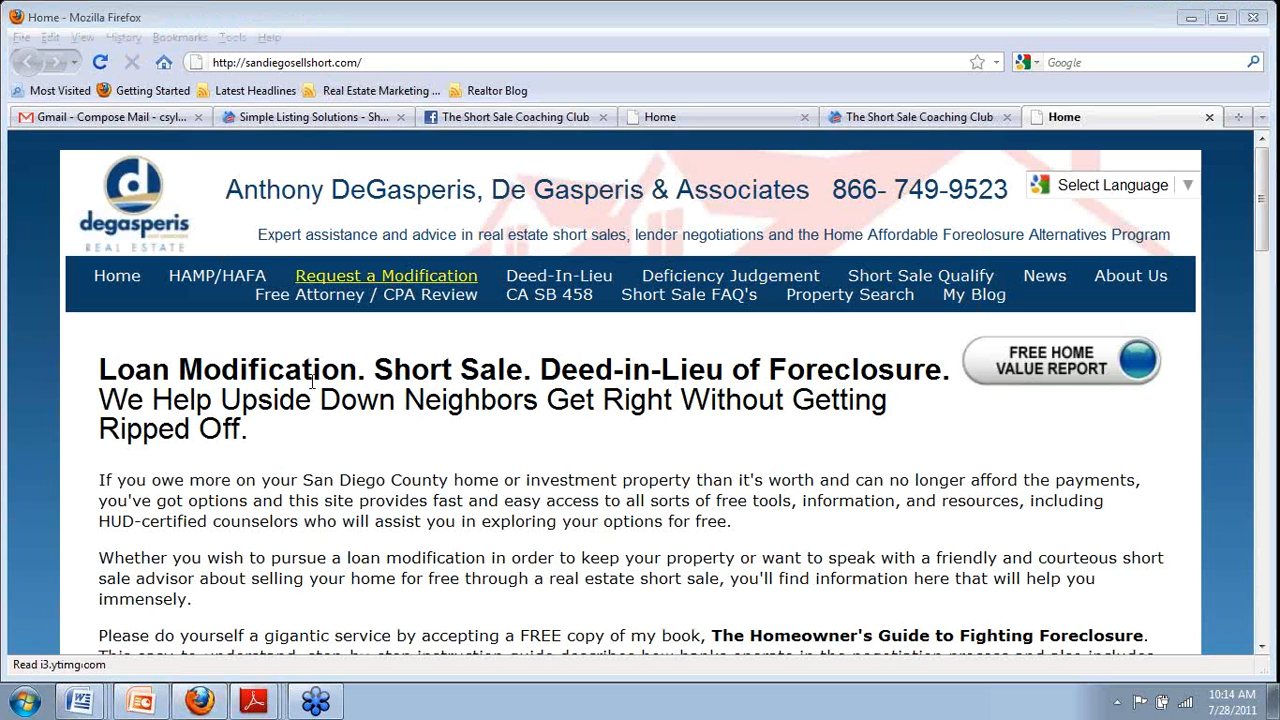 Home - Mozilla Firefox
File Edit View History Bookmarks Tools Help
http://sandiegosellshort.com/
Google
Most Visited Getting Started Latest Headlines Real Estate Marketing ... Realtor Blog
Gmail - Compose Mail - csyl... Simple Listing Solutions - Sh... The Short Sale Coaching Club Home The Short Sale Coaching Club Home
d
degasperis
REAL ESTATE
Anthony DeGasperis, De Gasperis & Associates 866- 749-9523
Select Language
Expert assistance and advice in real estate short sales, lender negotiations and the Home Affordable Foreclosure Alternatives Program
Home HAMP/HAFA Request a Modification Deed-In-Lieu Deficiency Judgement Short Sale Qualify News About Us
Free Attorney / CPA Review CA SB 458 Short Sale FAQ's Property Search My Blog
Loan Modification. Short Sale. Deed-in-Lieu of Foreclosure.
We Help Upside Down Neighbors Get Right Without Getting
Ripped Off.
FREE HOME
VALUE REPORT
If you owe more on your San Diego County home or investment property than it's worth and can no longer afford the payments,
you've got options and this site provides fast and easy access to all sorts of free tools, information, and resources, including
HUD-certified counselors who will assist you in exploring your options for free.
Whether you wish to pursue a loan modification in order to keep your property or want to speak with a friendly and courteous short
sale advisor about selling your home for free through a real estate short sale, you'll find information here that will help you
immensely.
Please do yourself a gigantic service by accepting a FREE copy of my book, The Homeowner's Guide to Fighting Foreclosure.
Read i3.ytimg.com
10:14 AM
7/28/2011